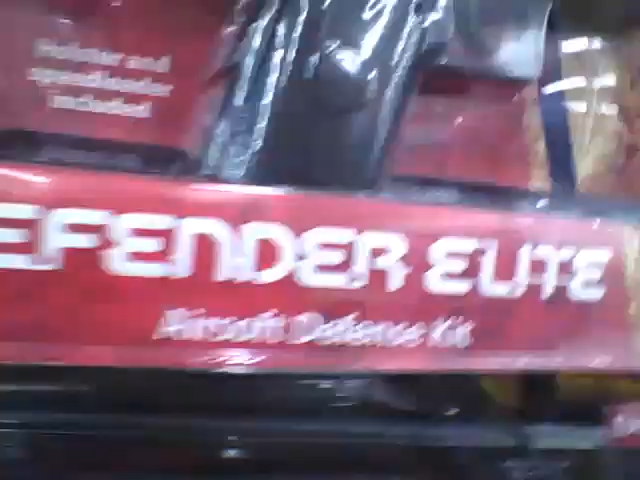 Holster and
speedloader
included
EFENDER ELITE
Airsoft Defense Kit